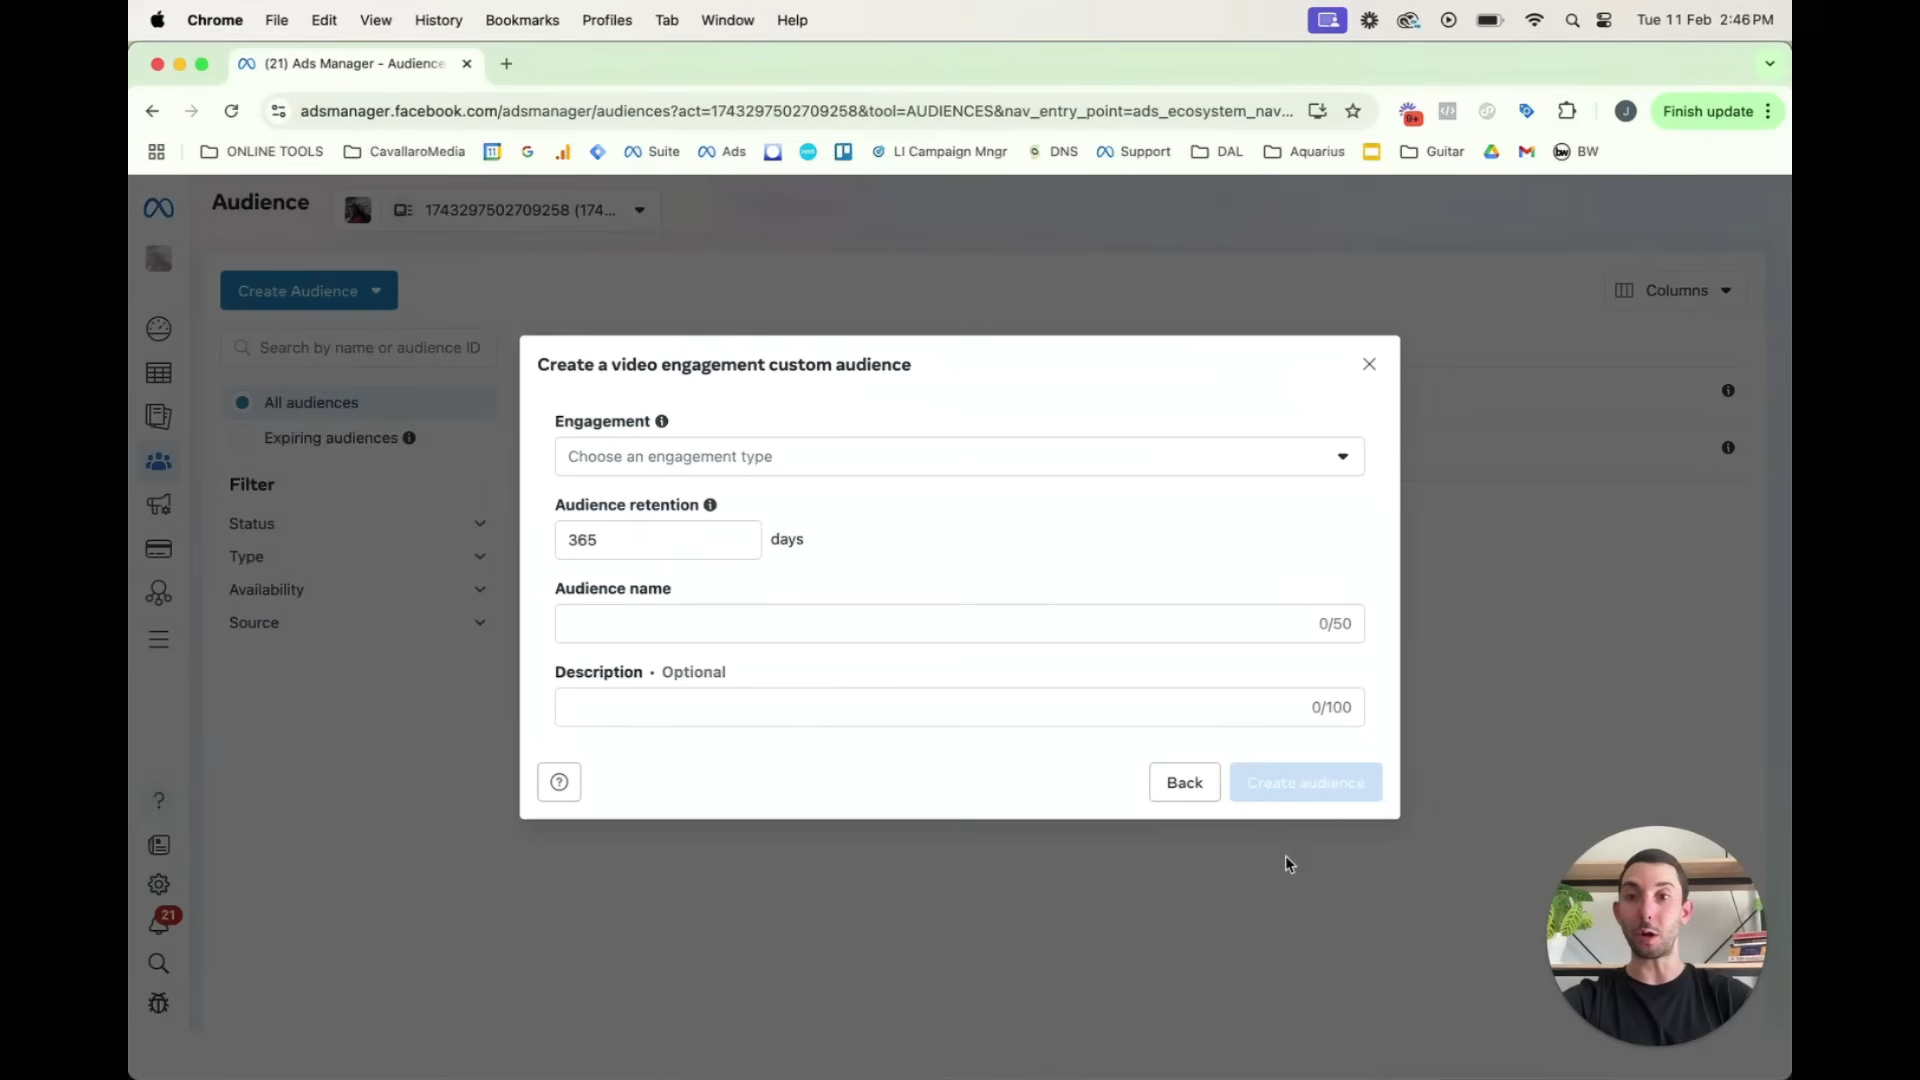 Chrome File Edit View History Bookmarks Profiles Tab Window Help Tue 11 Feb 2:46 PM
(21) Ads Manager - Audience
adsmanager.facebook.com/adsmanager/audiences?act=1743297502709258&tool=AUDIENCES&nav_entry_point=ads_ecosystem_nav... 9+ J Finish update
ONLINE TOOLS CavallaroMedia 11 G Suite Ads LI Campaign Mngr DNS Support DAL Aquarius Guitar bw BW
Audience 1743297502709258 (174...
Create Audience Columns
Search by name or audience ID
All audiences
Expiring audiences
Filter
Status
Type
Availability
Source
21
Create a video engagement custom audience
Engagement
Choose an engagement type
Audience retention
365 days
Audience name
0/50
Description · Optional
0/100
? Back Create audience